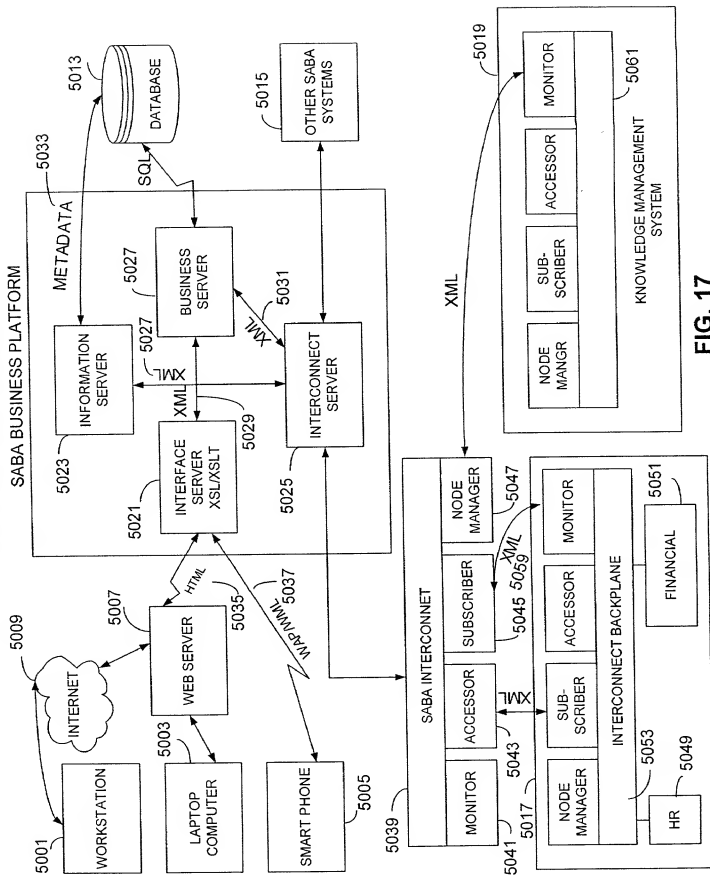 SABA BUSINESS PLATFORM
5001
WORKSTATION
5009
INTERNET
5003
LAPTOP
COMPUTER
5007
WEB SERVER
SMART PHONE
5005
HTML
5035
WAP/WML
5037
5023
INFORMATION
SERVER
METADATA
5033
5013
DATABASE
SQL
5021
INTERFACE
SERVER
XSL/XSLT
XML
5029
XML
5027
BUSINESS
SERVER
5027
XML
5031
5025
INTERCONNECT
SERVER
5015
OTHER SABA
SYSTEMS
5039
SABA INTERCONNET
MONITOR
5041
ACCESSOR
5043
SUBSCRIBER
5045
NODE
MANAGER
5047
XML
XML
5059
XML
5017
NODE
MANAGER
SUB-
SCRIBER
ACCESSOR
MONITOR
INTERCONNECT BACKPLANE
5053
HR
5049
FINANCIAL
5051
5019
NODE
MANGR
SUB-
SCRIBER
ACCESSOR
MONITOR
5061
KNOWLEDGE MANAGEMENT
SYSTEM
FIG. 17